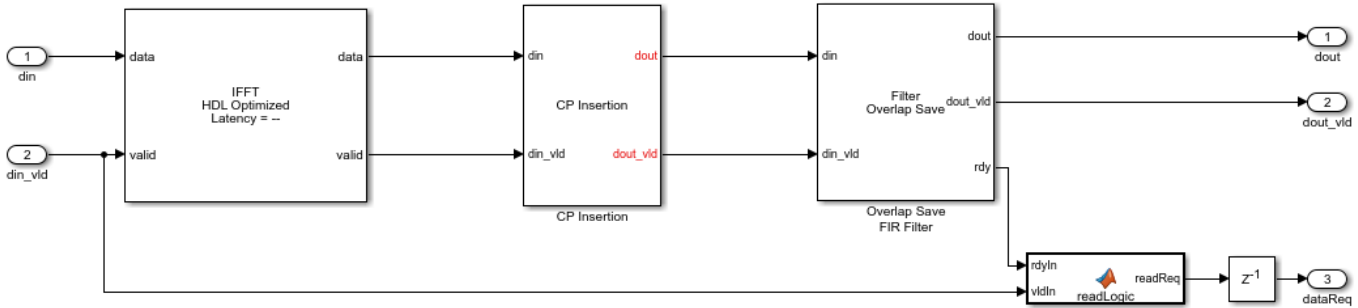 1
din
2
din_vld
data
valid
IFFT
HDL Optimized
Latency = --
data
valid
din
din_vld
CP Insertion
dout
dout_vld
CP Insertion
din
din_vld
Filter
Overlap Save
dout
dout_vld
rdy
Overlap Save
FIR Filter
1
dout
2
dout_vld
rdyIn
vldIn
readReq
readLogic
z-1
3
dataReq